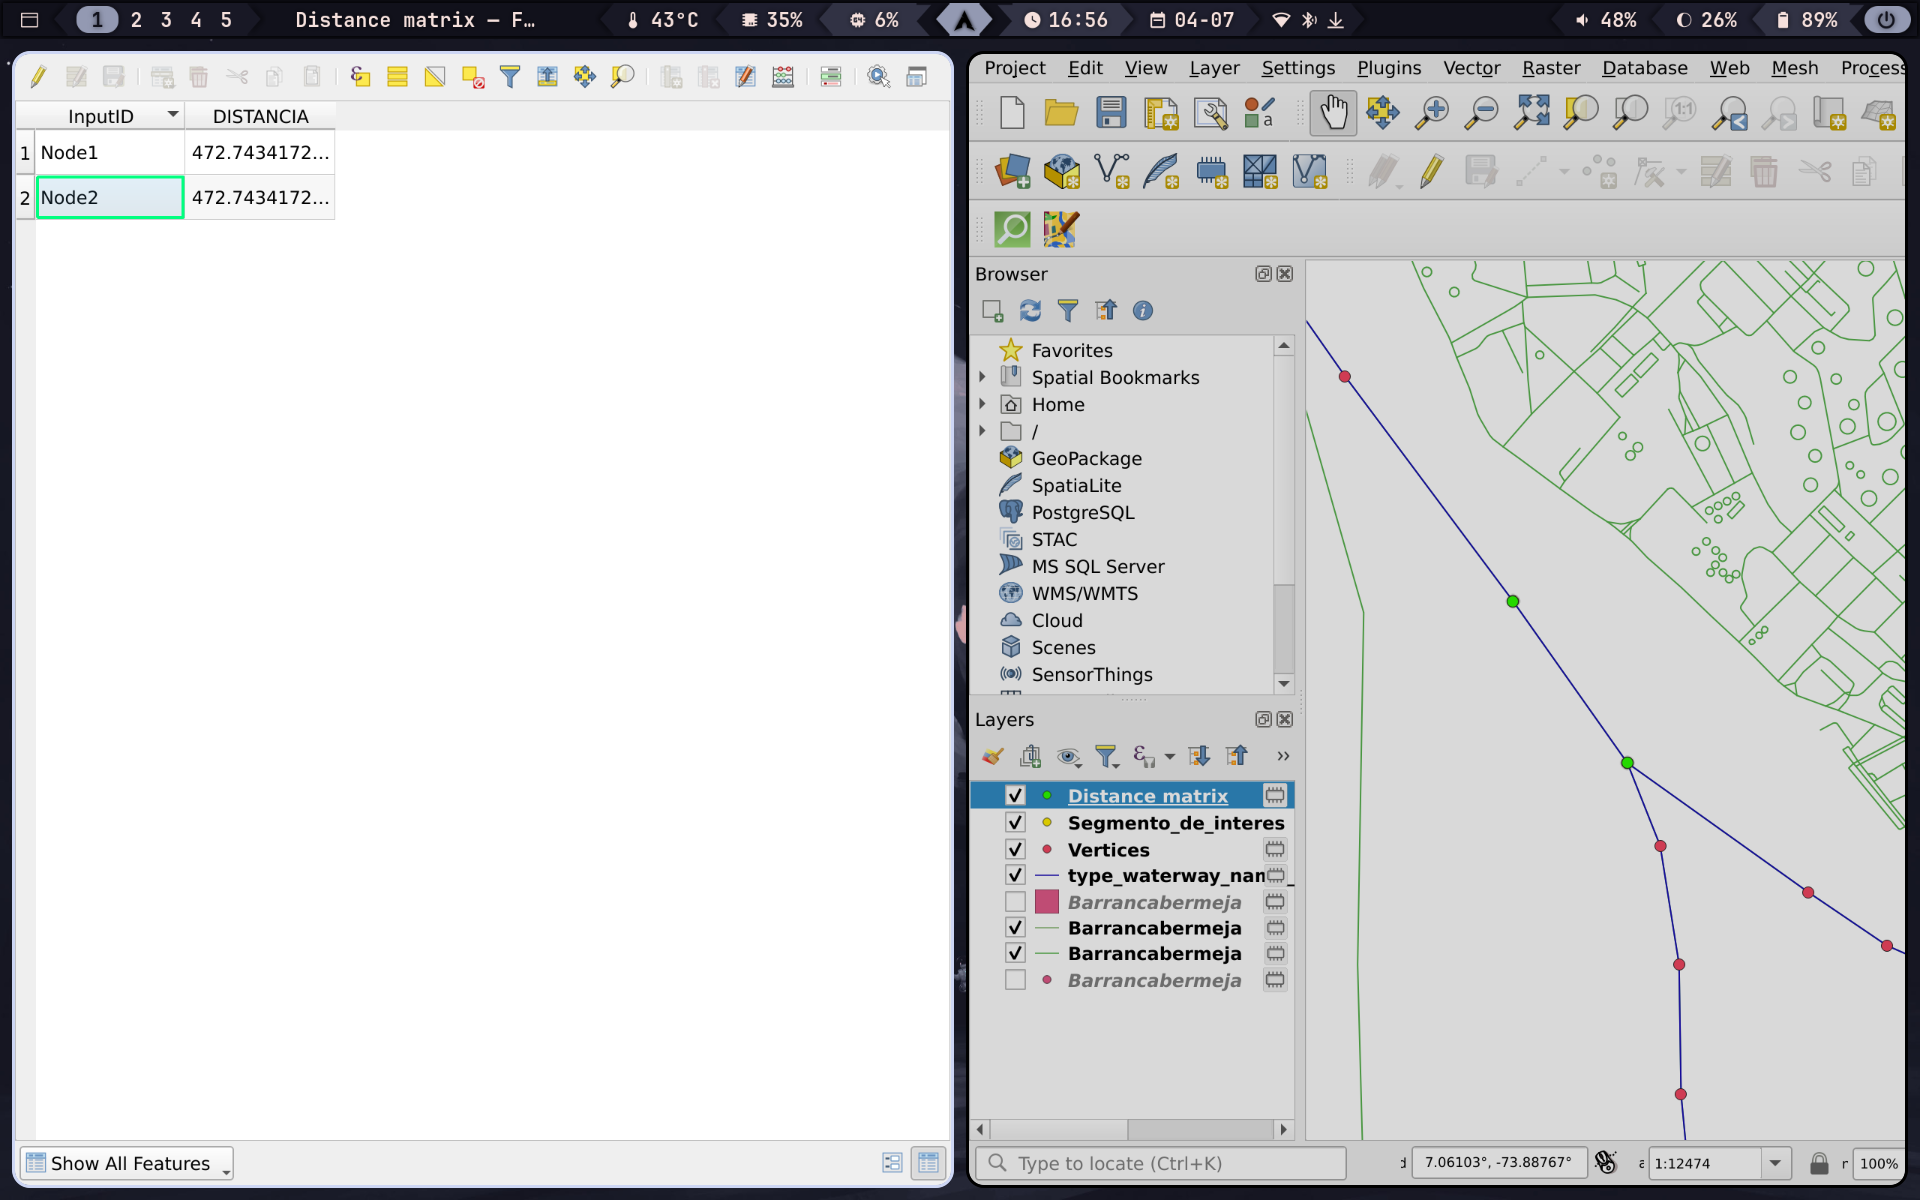 1 2 3 4 5 Distance matrix — F… 43°C 35% 6% 16:56 04-07 48% 26% 89%
InputID DISTANCIA
1 Node1 472.7434172...
2 Node2 472.7434172...
Show All Features
Project Edit View Layer Settings Plugins Vector Raster Database Web Mesh Process
1:1
a
Browser
Favorites
Spatial Bookmarks
Home
/
GeoPackage
SpatiaLite
PostgreSQL
STAC
MS SQL Server
WMS/WMTS
Cloud
Scenes
SensorThings
Layers
»
Distance matrix
Segmento_de_interes
Vertices
type_waterway_nam_
Barrancabermeja
Barrancabermeja
Barrancabermeja
Barrancabermeja
Type to locate (Ctrl+K) 7.06103°, -73.88767° 1:12474 r 100%